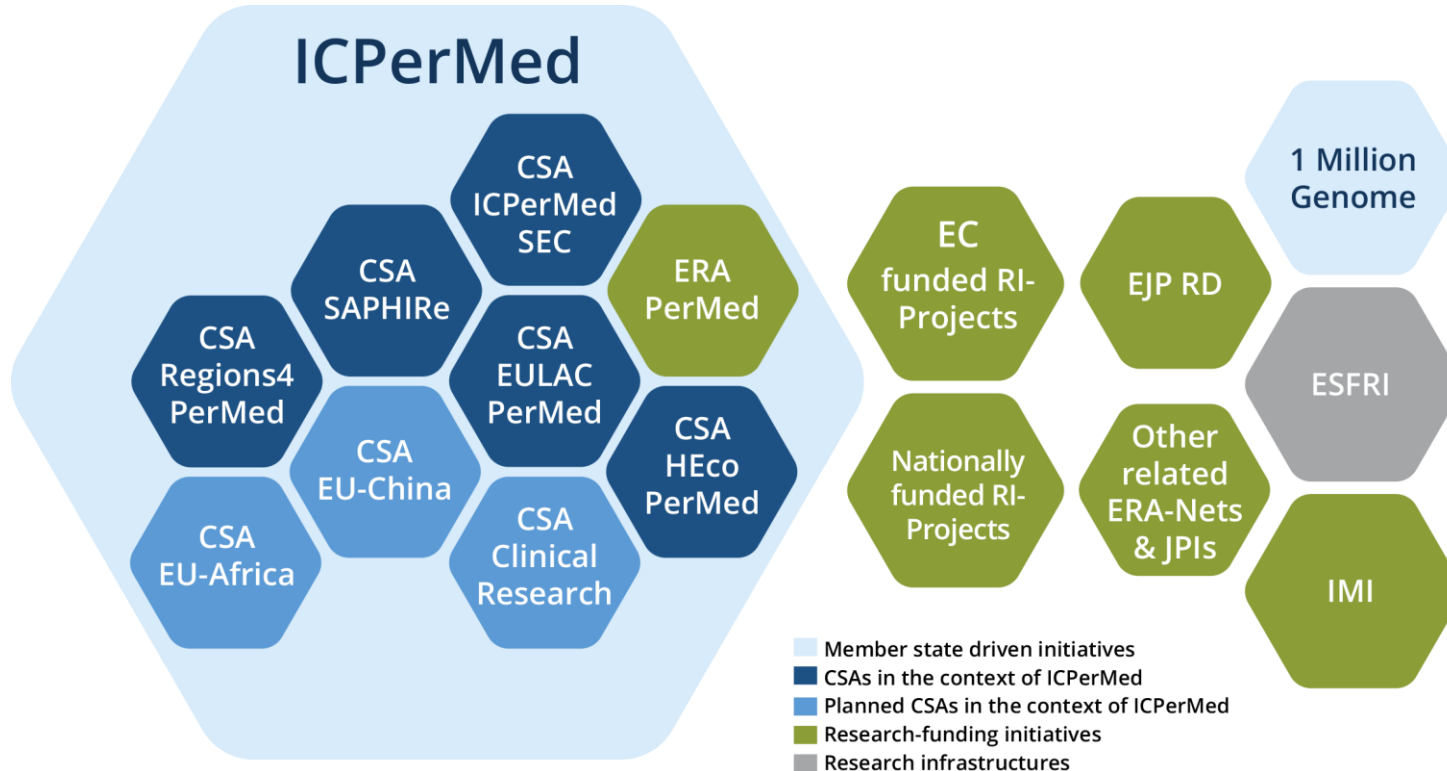 ICPerMed
CSA
ICPerMed
SEC
CSA
SAPHIRe
ERA
PerMed
CSA
Regions4
PerMed
CSA
EULAC
PerMed
CSA
HEco
PerMed
CSA
EU-China
CSA
EU-Africa
CSA
Clinical
Research
EC
funded RI-
Projects
EJP RD
1 Million
Genome
ESFRI
Nationally
funded RI-
Projects
Other
related
ERA-Nets
& JPIs
IMI
Member state driven initiatives
CSAs in the context of ICPerMed
Planned CSAs in the context of ICPerMed
Research-funding initiatives
Research infrastructures